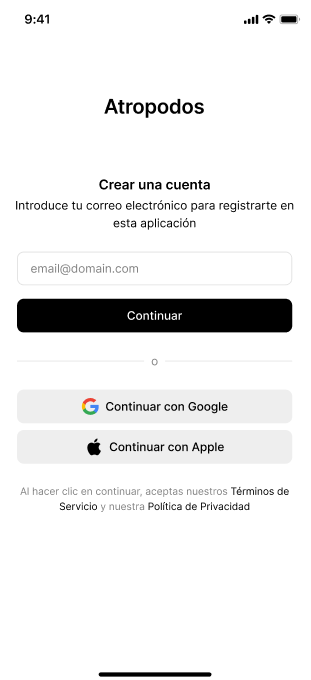 9:41
Atropodos
Crear una cuenta
Introduce tu correo electrónico para registrarte en
esta aplicación
email@domain.com
Continuar
o
Continuar con Google
Continuar con Apple
Al hacer clic en continuar, aceptas nuestros Términos de
Servicio y nuestra Política de Privacidad